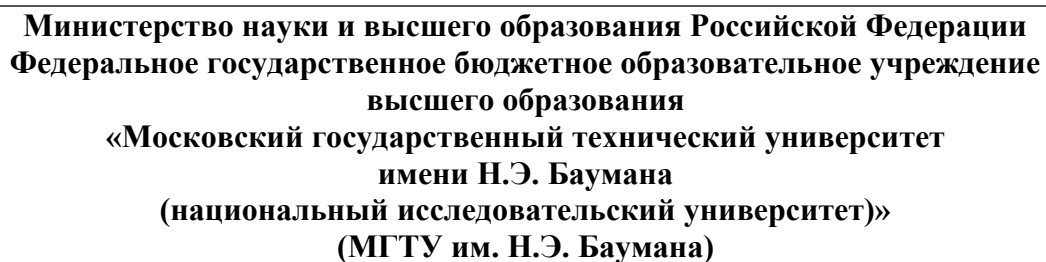 Министерство науки и высшего образования Российской Федерации
Федеральное государственное бюджетное образовательное учреждение
высшего образования
«Московский государственный технический университет
имени Н.Э. Баумана
(национальный исследовательский университет)»
(МГТУ им. Н.Э. Баумана)